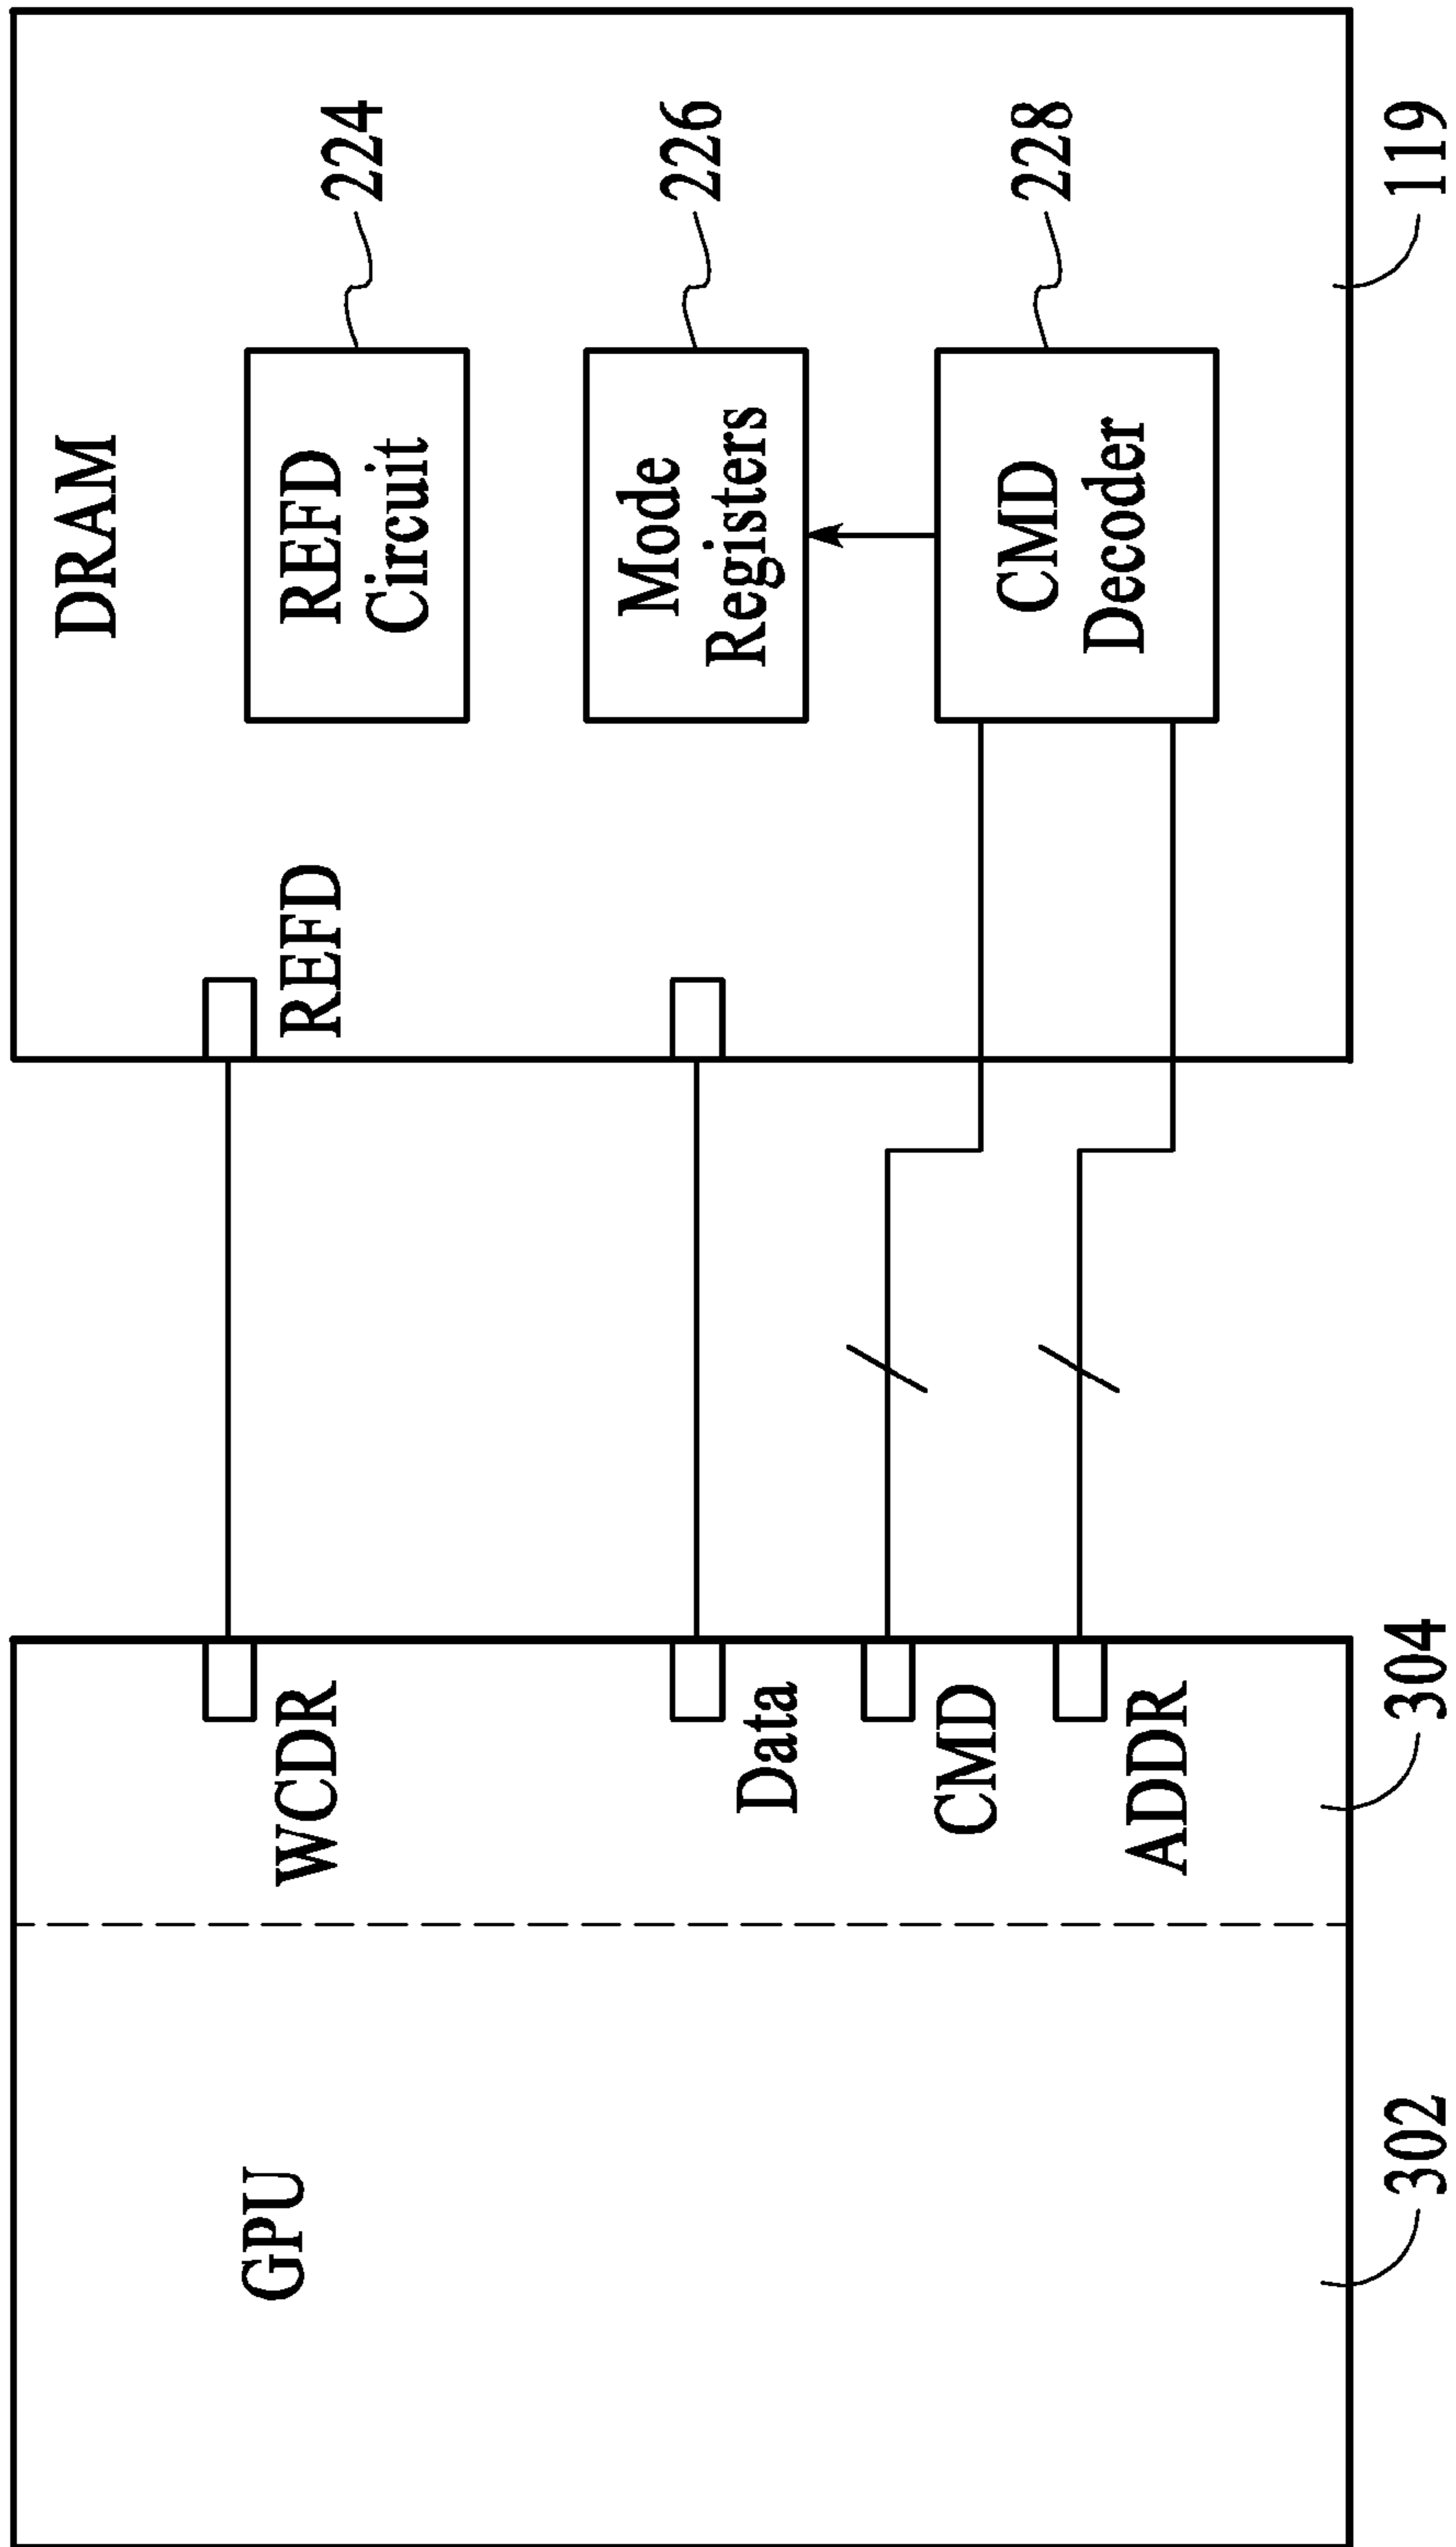 GPU
WCDR
Data
CMD
ADDR
302
304
DRAM
REFD
REFD
Circuit
224
Mode
Registers
226
CMD
Decoder
228
119